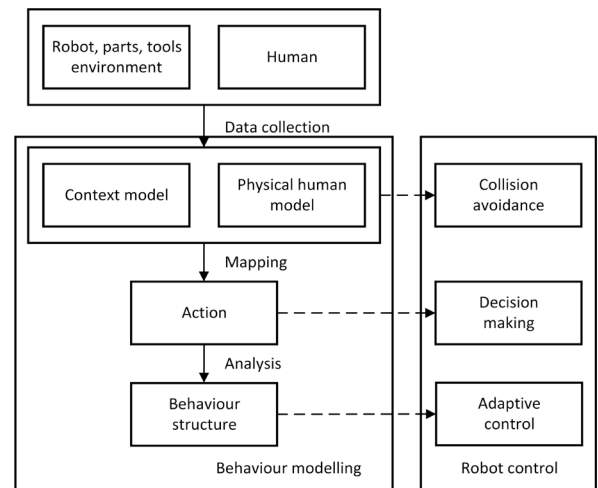 Robot, parts, tools
environment
Human
Data collection
Context model
Physical human
model
Collision
avoidance
Mapping
Action
Decision
making
Analysis
Behaviour
structure
Adaptive
control
Behaviour modelling
Robot control